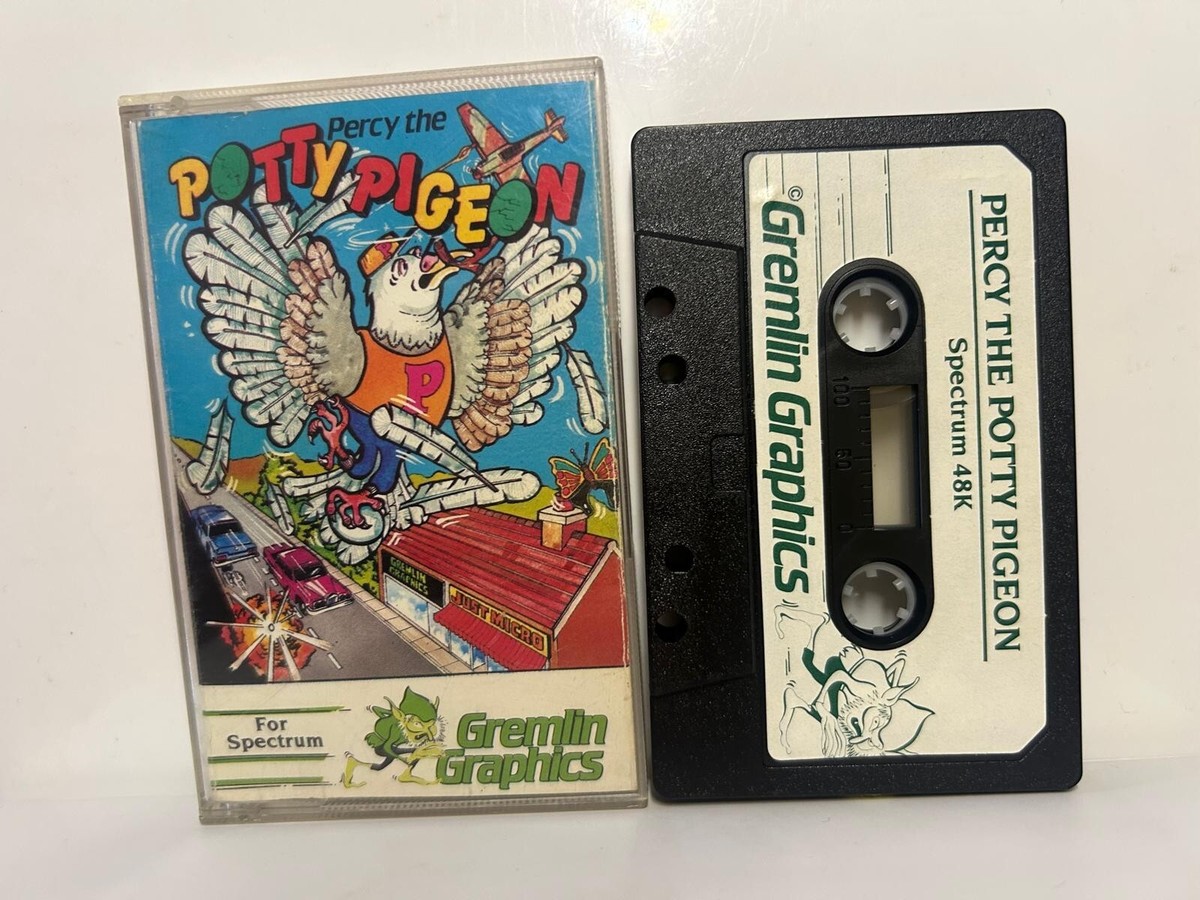 Percy the
POTTY PIGEON
P
P
GREMLIN
GRAPHICS
JUST MICRO
For
Spectrum
Gremlin
Graphics
PERCY THE POTTY PIGEON
Spectrum 48K
100 50 0
© Gremlin Graphics